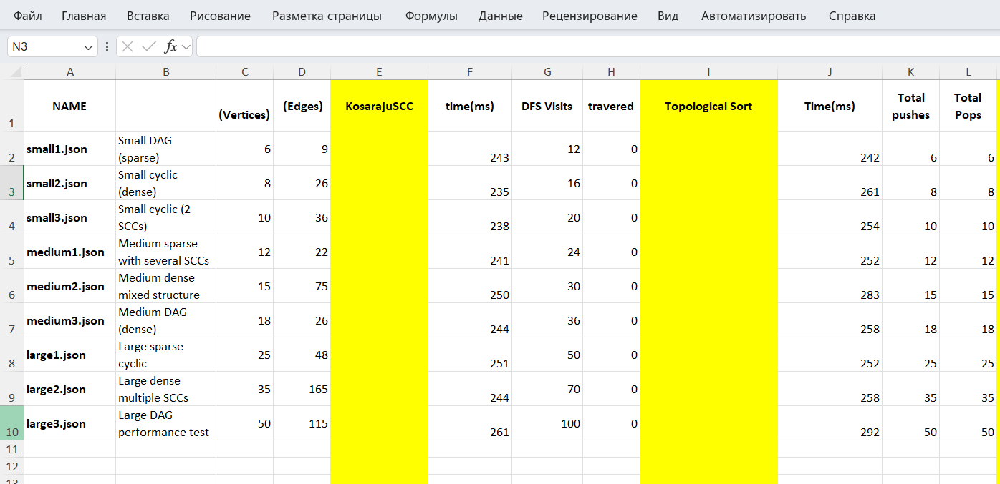 Файл Главная Вставка Рисование Разметка страницы Формулы Данные Рецензирование Вид Автоматизировать Справка
N3 fx
A B C D E F G H I J K L
1 NAME (Vertices) (Edges) KosarajuSCC time(ms) DFS Visits travered Topological Sort Time(ms) Total pushes Total Pops
2 small1.json Small DAG (sparse) 6 9 243 12 0 242 6 6
3 small2.json Small cyclic (dense) 8 26 235 16 0 261 8 8
4 small3.json Small cyclic (2 SCCs) 10 36 238 20 0 254 10 10
5 medium1.json Medium sparse with several SCCs 12 22 241 24 0 252 12 12
6 medium2.json Medium dense mixed structure 15 75 250 30 0 283 15 15
7 medium3.json Medium DAG (dense) 18 26 244 36 0 258 18 18
8 large1.json Large sparse cyclic 25 48 251 50 0 252 25 25
9 large2.json Large dense multiple SCCs 35 165 244 70 0 258 35 35
10 large3.json Large DAG performance test 50 115 261 100 0 292 50 50
11
12
13